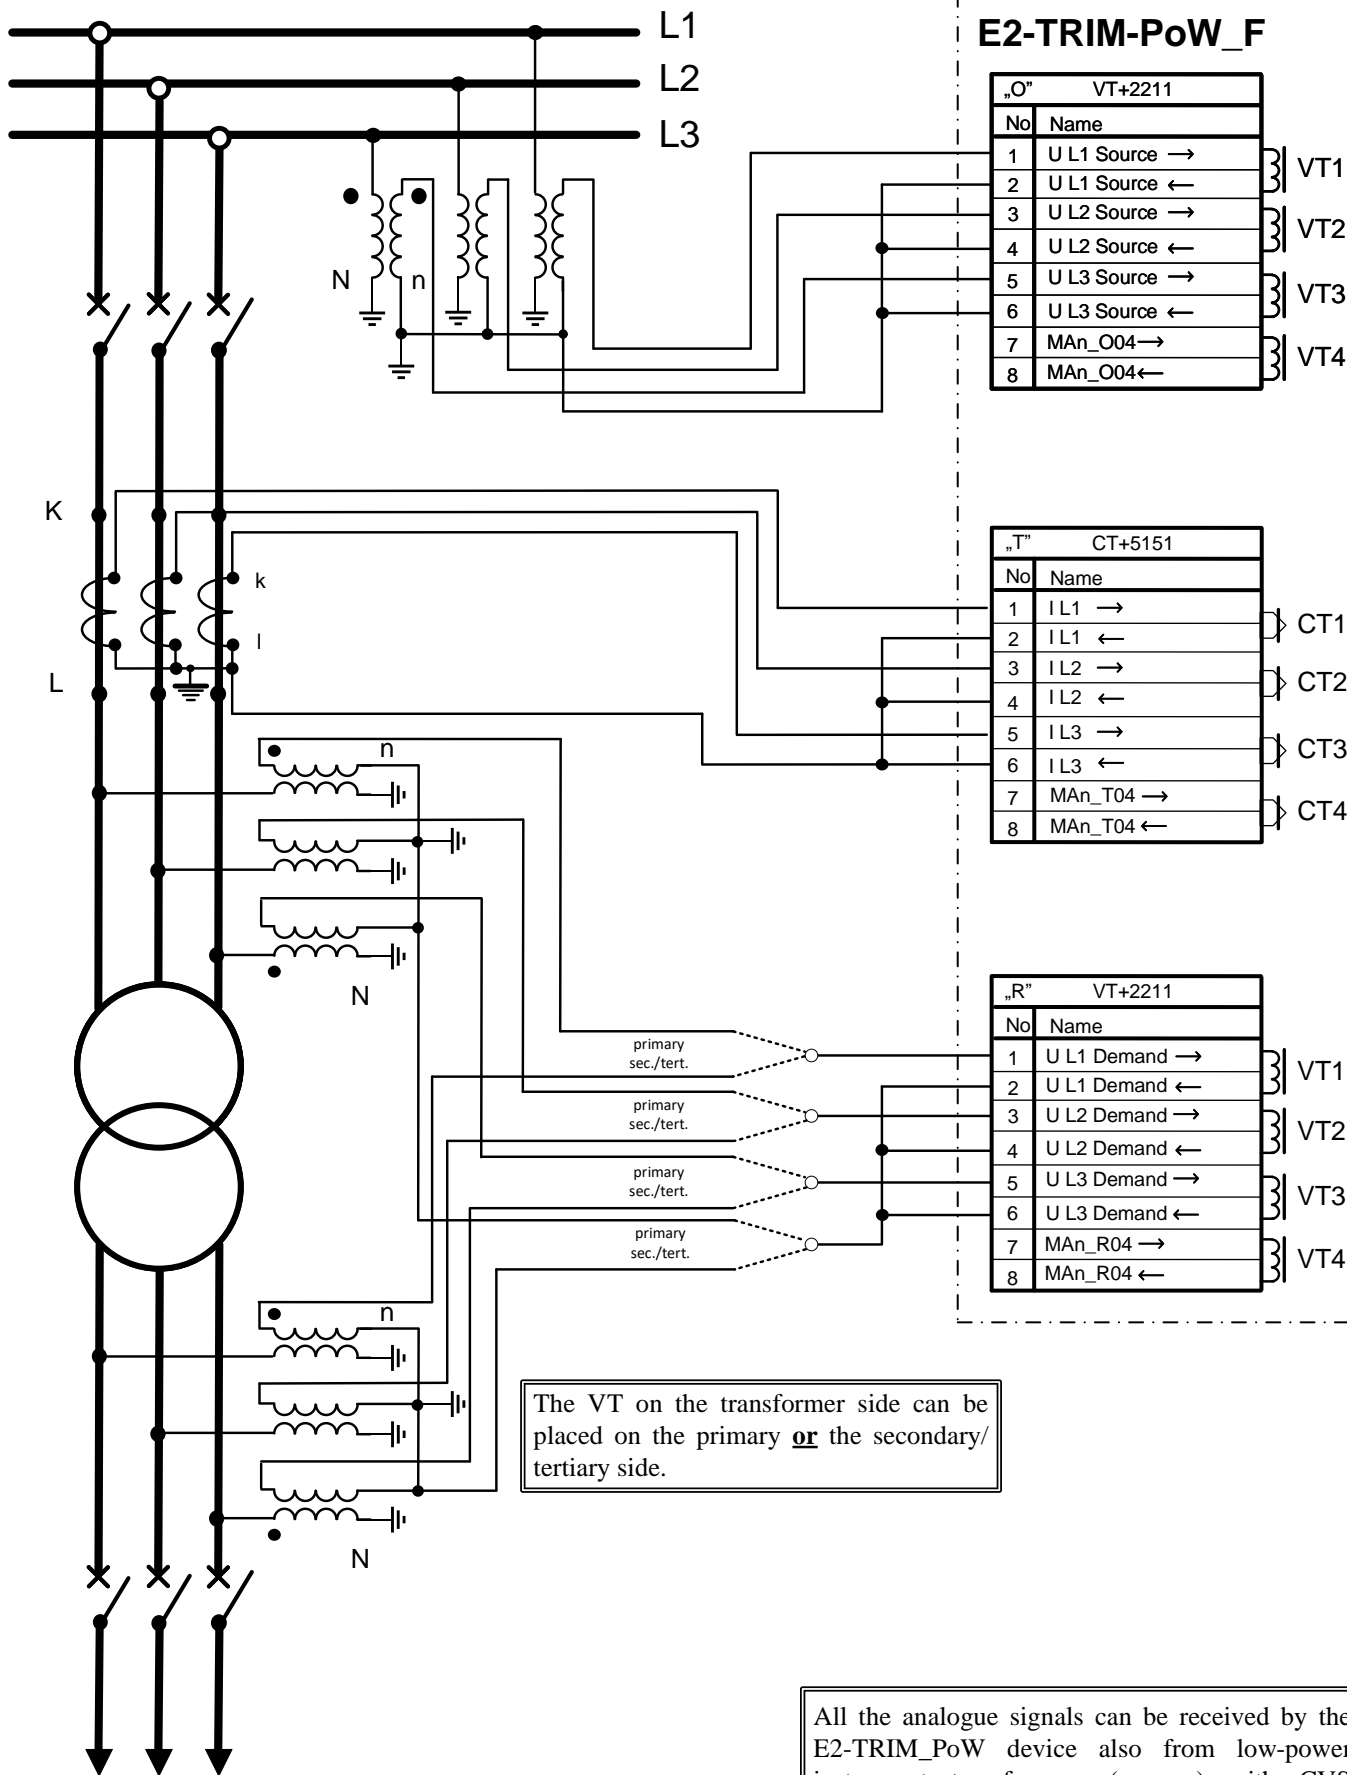 L1
L2
L3
E2-TRIM-PoW_F
„O” VT+2211
No Name
1 U L1 Source →
2 U L1 Source ←
3 U L2 Source →
4 U L2 Source ←
5 U L3 Source →
6 U L3 Source ←
7 MAn_O04→
8 MAn_O04←
VT1
VT2
VT3
VT4
N
n
K
k
l
L
„T” CT+5151
No Name
1 I L1 →
2 I L1 ←
3 I L2 →
4 I L2 ←
5 I L3 →
6 I L3 ←
7 MAn_T04 →
8 MAn_T04 ←
CT1
CT2
CT3
CT4
n
N
„R” VT+2211
No Name
1 U L1 Demand →
2 U L1 Demand ←
3 U L2 Demand →
4 U L2 Demand ←
5 U L3 Demand →
6 U L3 Demand ←
7 MAn_R04 →
8 MAn_R04 ←
VT1
VT2
VT3
VT4
primary
sec./tert.
primary
sec./tert.
primary
sec./tert.
primary
sec./tert.
n
N
The VT on the transformer side can be
placed on the primary or the secondary/
tertiary side.
All the analogue signals can be received by the
E2-TRIM_PoW device also from low-power